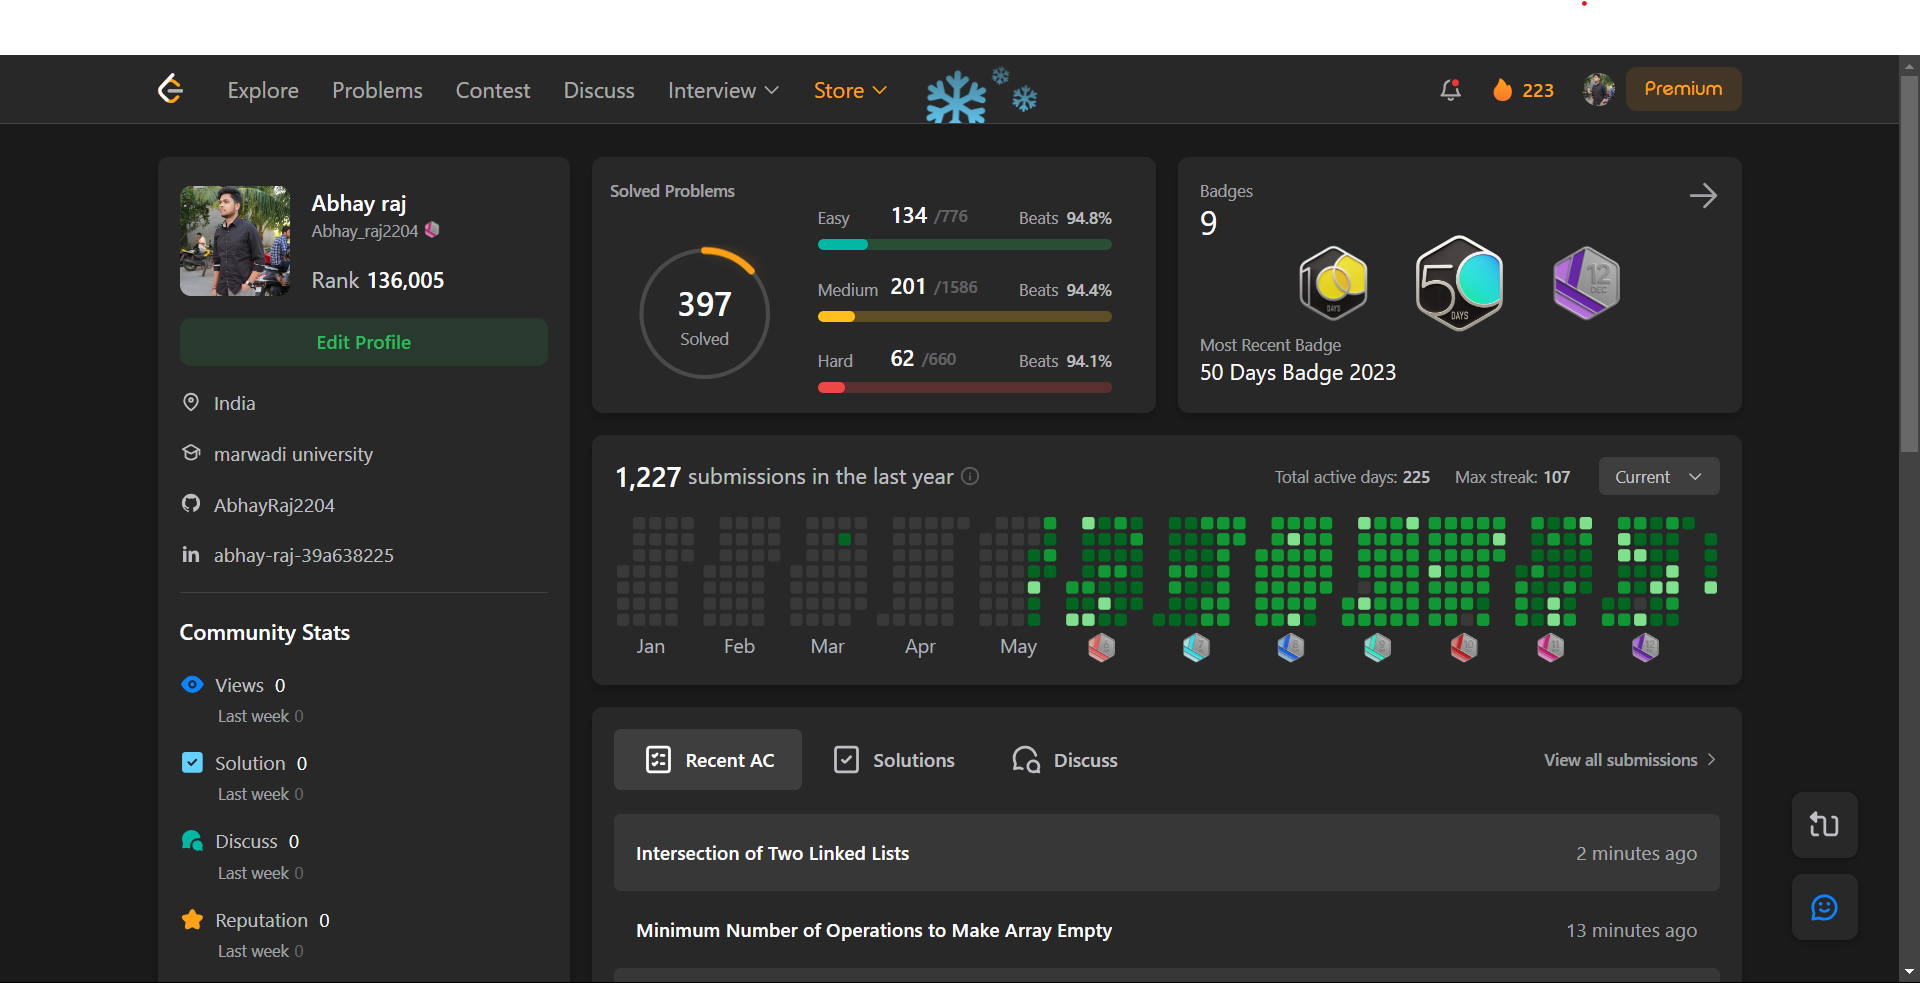 Explore Problems Contest Discuss Interview Store 223 Premium
Abhay raj
Abhay_raj2204
Rank 136,005
Edit Profile
India
marwadi university
AbhayRaj2204
abhay-raj-39a638225
Community Stats
Views 0
Last week 0
Solution 0
Last week 0
Discuss 0
Last week 0
Reputation 0
Last week 0
Solved Problems
397
Solved
Easy 134 /776 Beats 94.8%
Medium 201 /1586 Beats 94.4%
Hard 62 /660 Beats 94.1%
Badges
9
100 DAYS
50 DAYS
12 DEC
Most Recent Badge
50 Days Badge 2023
1,227 submissions in the last year Total active days: 225 Max streak: 107 Current
Jan Feb Mar Apr May
Recent AC Solutions Discuss View all submissions
Intersection of Two Linked Lists 2 minutes ago
Minimum Number of Operations to Make Array Empty 13 minutes ago